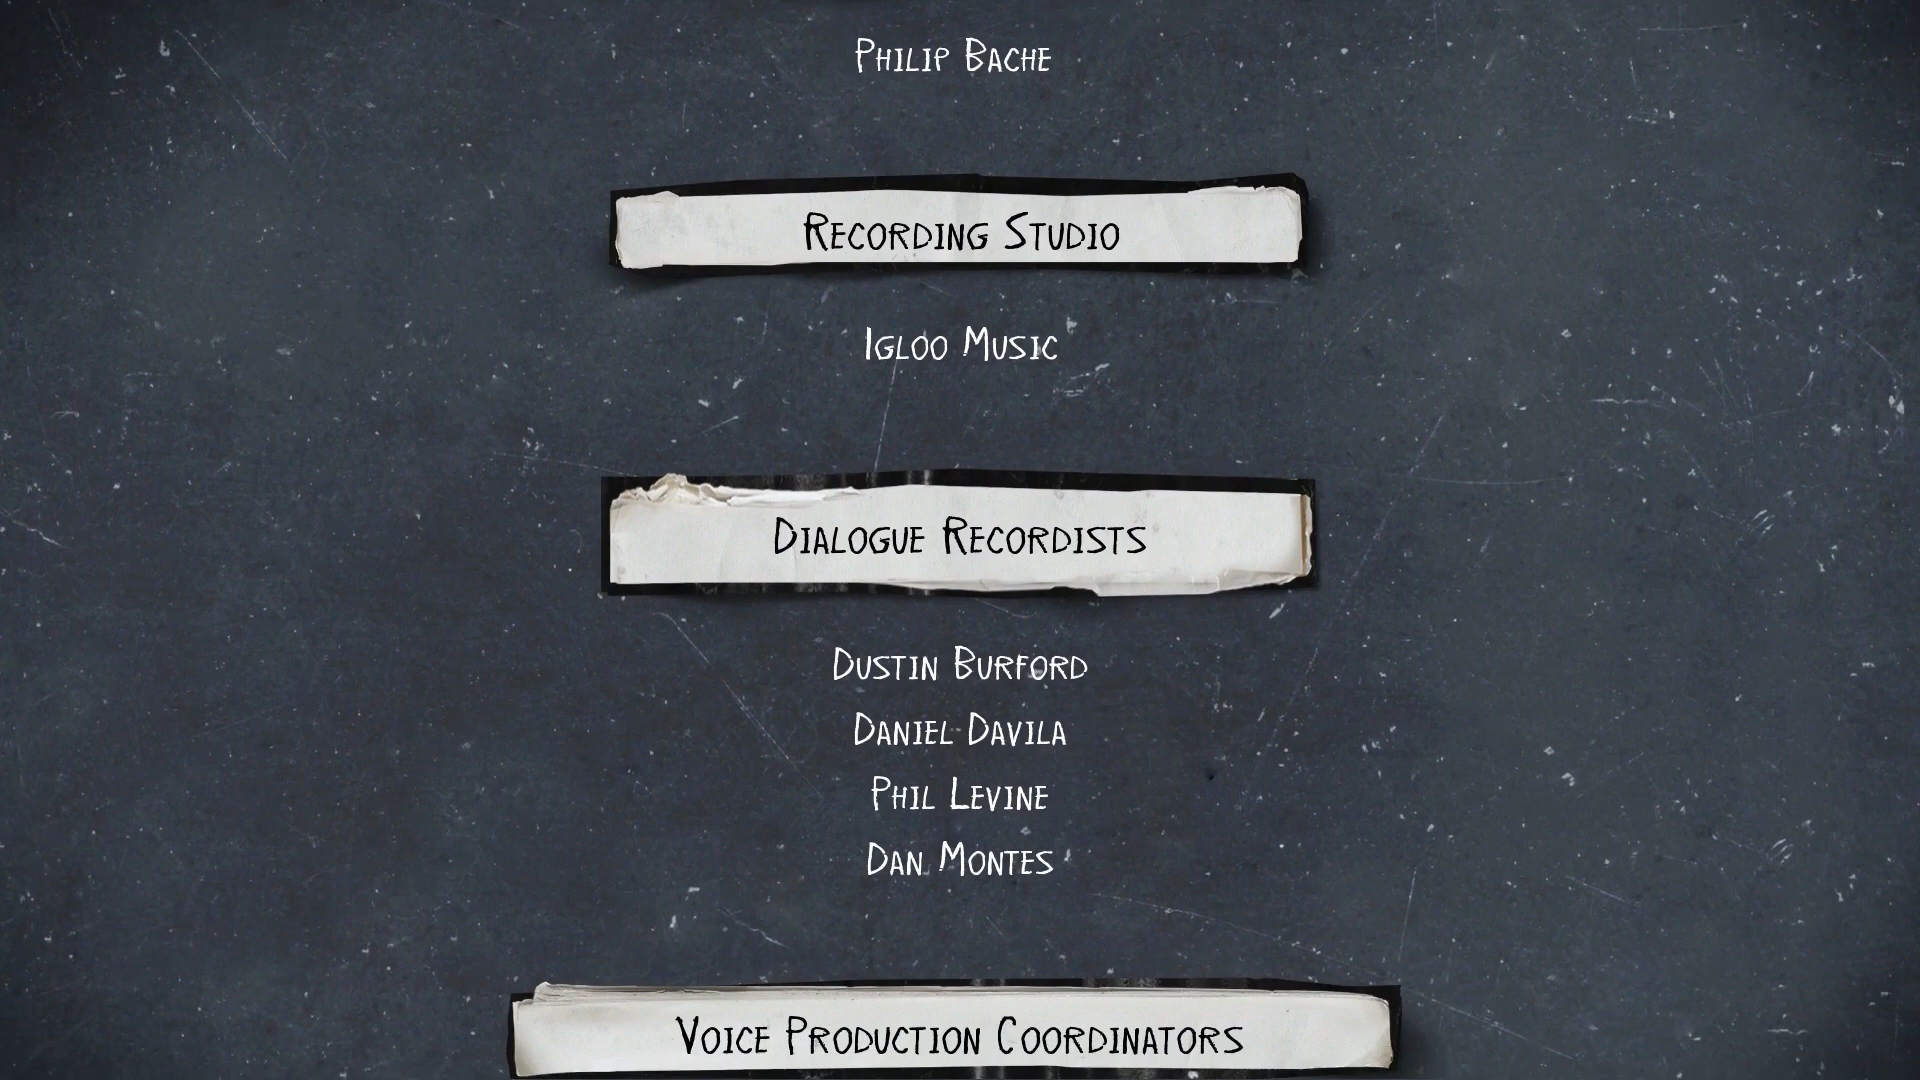 Philip Bache
Recording Studio
Igloo Music
Dialogue Recordists
Dustin Burford
Daniel Davila
Phil Levine
Dan Montes
Voice Production Coordinators